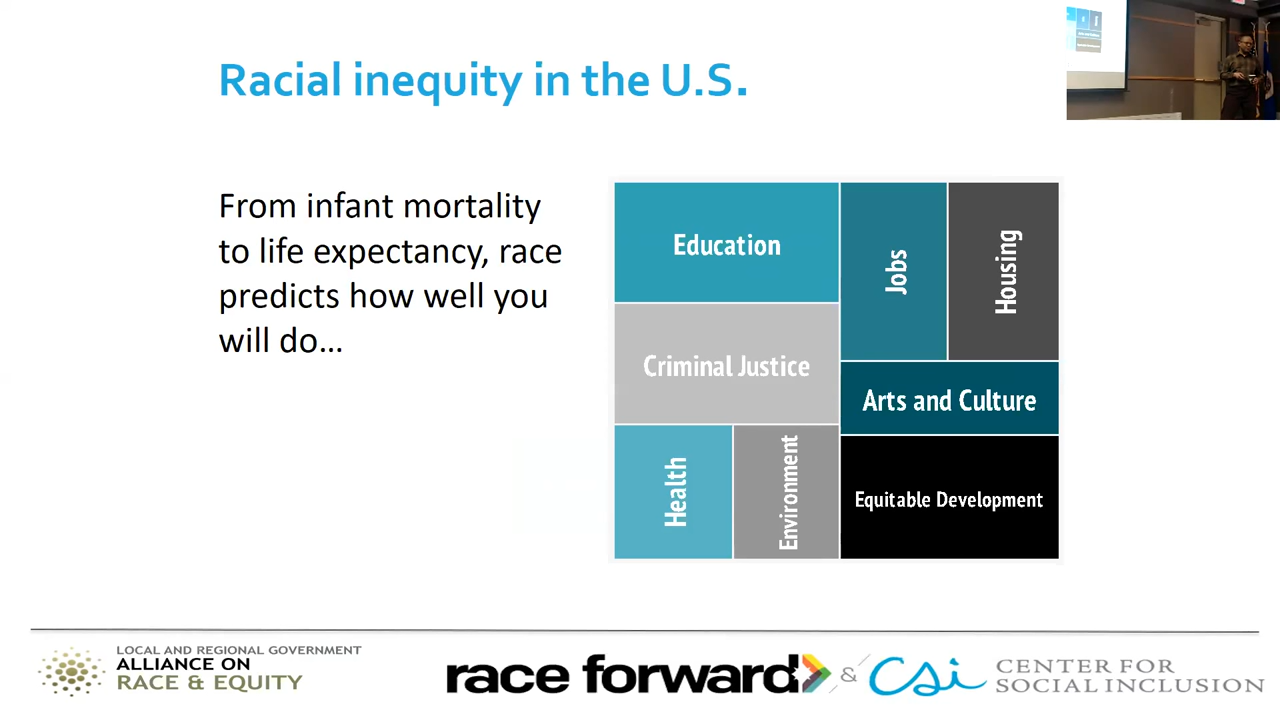 Racial inequity in the U.S.
From infant mortality
to life expectancy, race
predicts how well you
will do...
Education
Jobs
Housing
Criminal Justice
Arts and Culture
Health
Environment
Equitable Development
LOCAL AND REGIONAL GOVERNMENT
ALLIANCE ON
RACE & EQUITY
race forward
&
CSi
CENTER FOR
SOCIAL INCLUSION